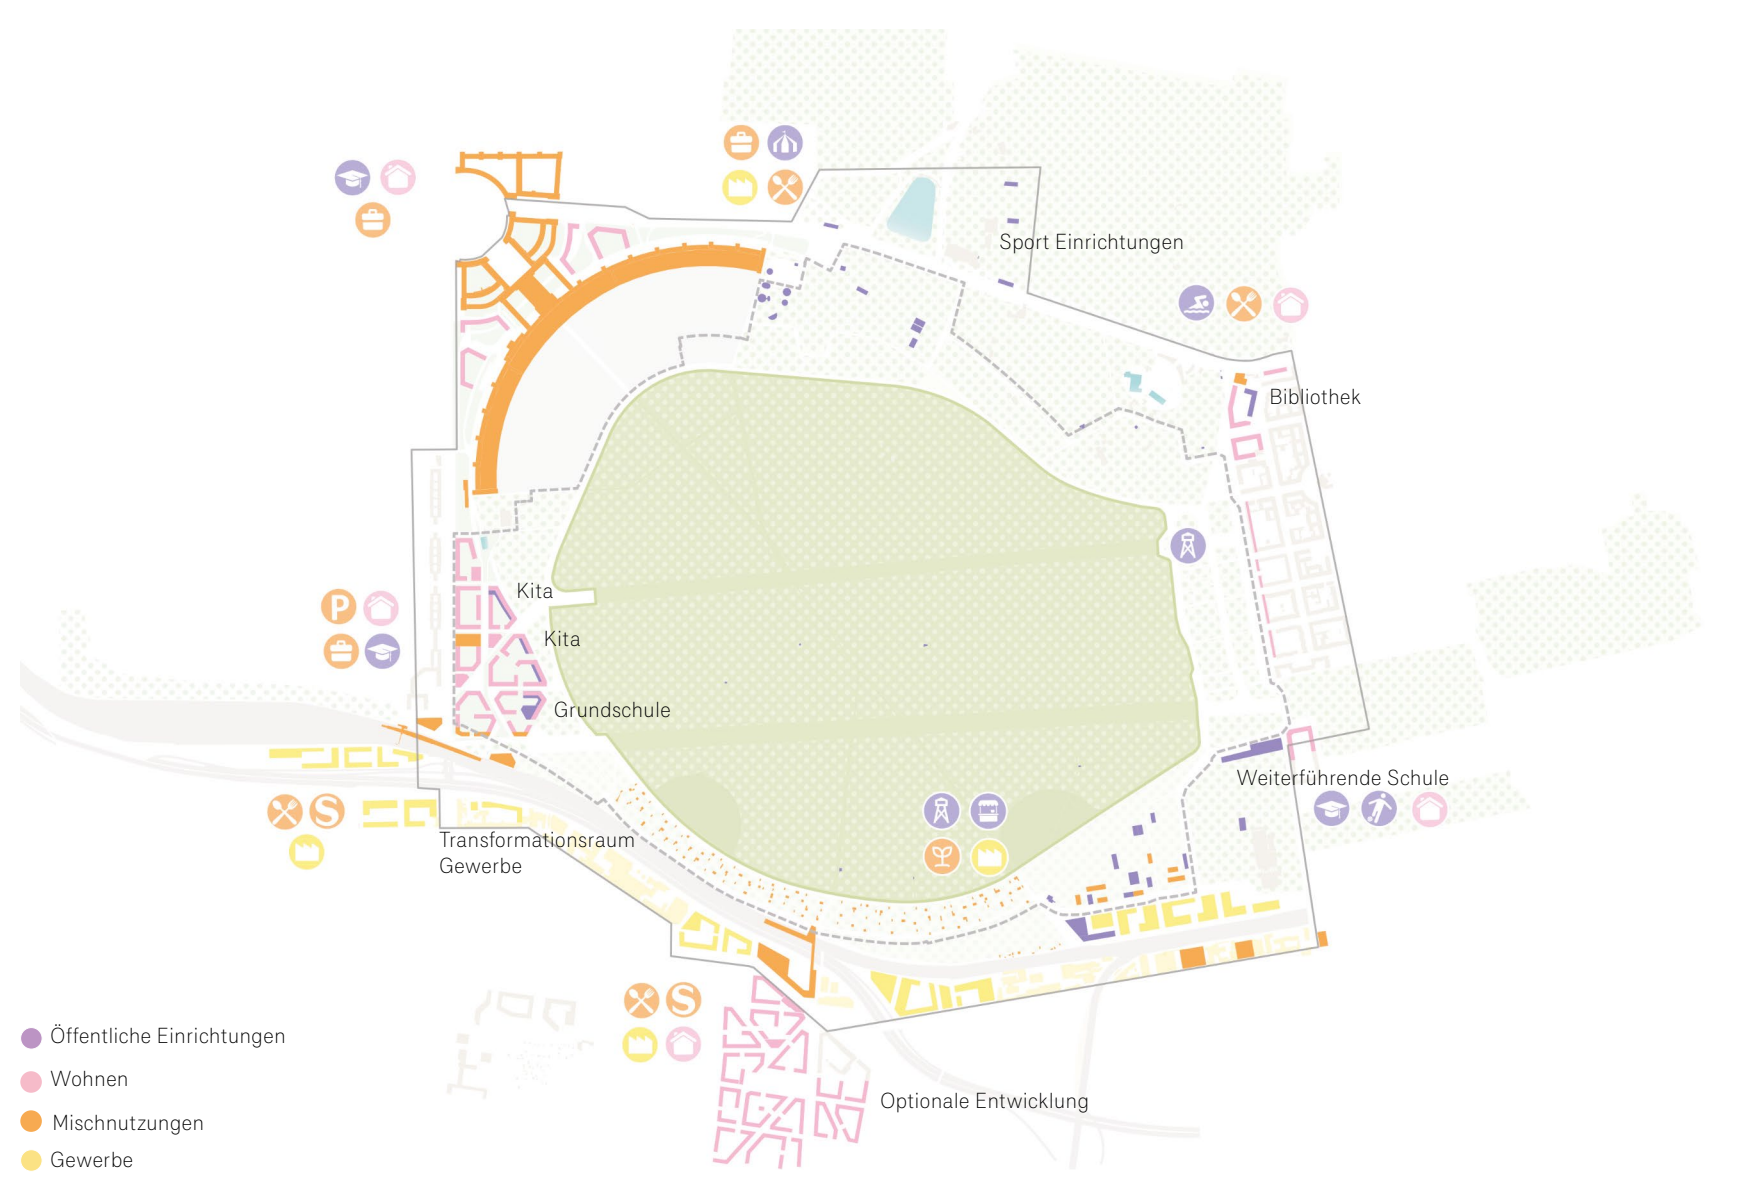 Sport Einrichtungen
Bibliothek
Kita
P
Kita
Grundschule
Weiterführende Schule
S
Transformationsraum
Gewerbe
S
Öffentliche Einrichtungen
Wohnen
Optionale Entwicklung
Mischnutzungen
Gewerbe